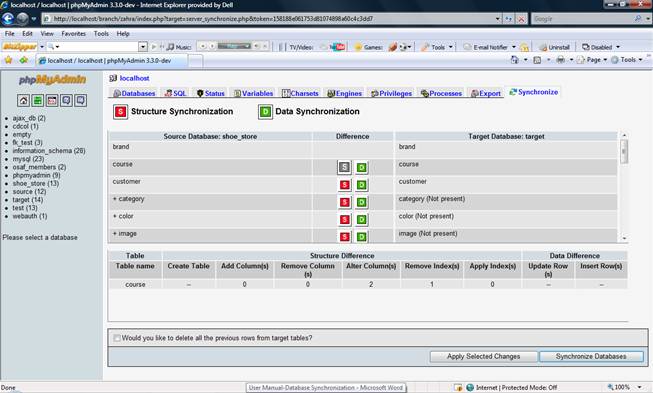 localhost / localhost | phpMyAdmin 3.3.0-dev - Internet Explorer provided by Dell
http://localhost/branch/zahra/index.php?target=server_synchronize.php&token=158188e061753d81074898a60c4c3dd7
File Edit View Favorites Tools Help
Music: TV/Video: Games: Tools E-mail Notifier Uninstall Disabled
localhost / localhost | phpMyAdmin 3.3.0-dev
Page Tools
phpMyAdmin
ajax_db (2)
cdcol (1)
empty
fk_test (3)
information_schema (28)
mysql (23)
osaf_members (2)
phpmyadmin (9)
shoe_store (13)
source (12)
target (14)
test (13)
webauth (1)
Please select a database
localhost
Databases SQL Status Variables Charsets Engines Privileges Processes Export Synchronize
S Structure Synchronization D Data Synchronization
Source Database: shoe_store Difference Target Database: target
brand brand
course S D course
customer S D customer
+ category S D category (Not present)
+ color S D color (Not present)
+ image S D image (Not present)
Table Structure Difference Data Difference
Table name Create Table Add Column(s) Remove Column(s) Alter Column(s) Remove Index(s) Apply Index(s) Update Row(s) Insert Row(s)
course -- 0 0 2 1 0 -- --
Would you like to delete all the previous rows from target tables?
Apply Selected Changes Synchronize Databases
Done User Manual-Database Synchronization - Microsoft Word Internet | Protected Mode: Off 100%